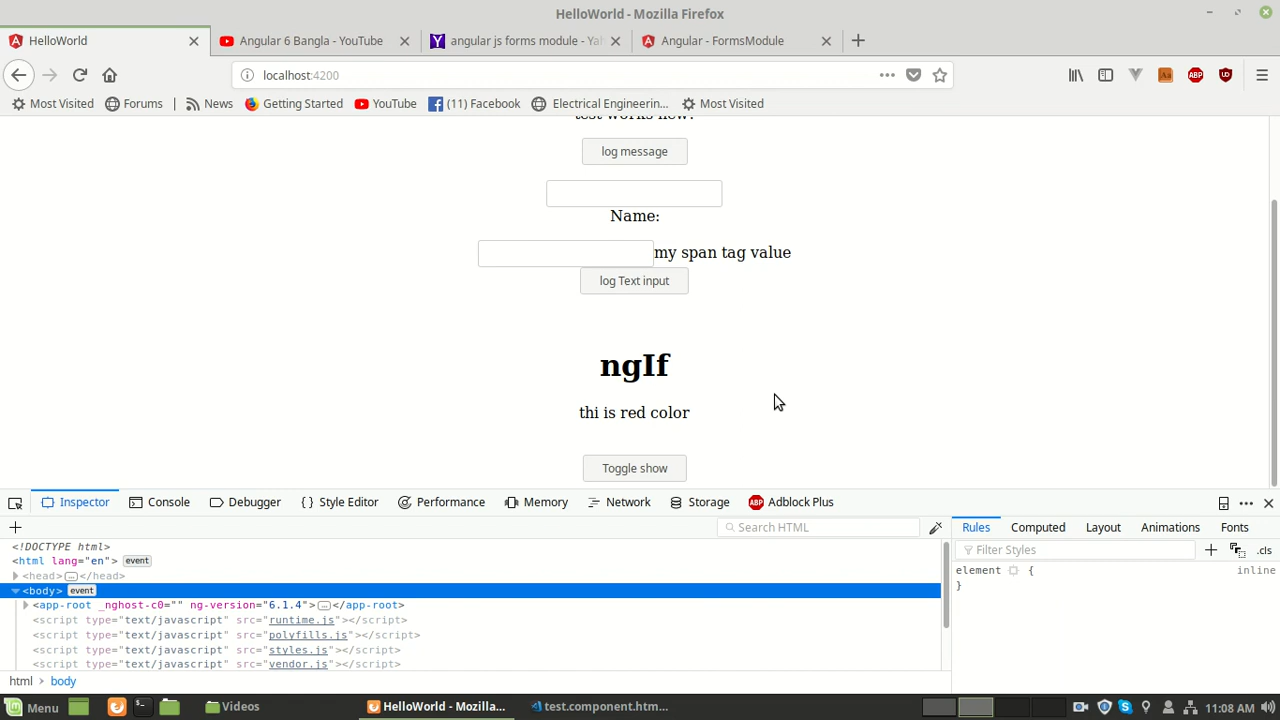 HelloWorld - Mozilla Firefox
HelloWorld
Angular 6 Bangla - YouTube
angular js forms module - Yah
Angular - FormsModule
localhost:4200
Most Visited
Forums
News
Getting Started
YouTube
(11) Facebook
Electrical Engineerin...
Most Visited
test works new!
log message
Name:
my span tag value
log Text input
ngIf
thi is red color
Toggle show
Inspector
Console
Debugger
{ } Style Editor
Performance
Memory
Network
Storage
ABP Adblock Plus
Search HTML
Rules
Computed
Layout
Animations
Fonts
<!DOCTYPE html>
<html lang="en"> event
<head>...</head>
<body> event
<app-root _nghost-c0="" ng-version="6.1.4">...</app-root>
<script type="text/javascript" src="runtime.js"></script>
<script type="text/javascript" src="polyfills.js"></script>
<script type="text/javascript" src="styles.js"></script>
<script type="text/javascript" src="vendor.js"></script>
Filter Styles
.cls
element { inline
}
html
body
Menu
Videos
HelloWorld - Mozilla...
test.component.htm...
11:08 AM